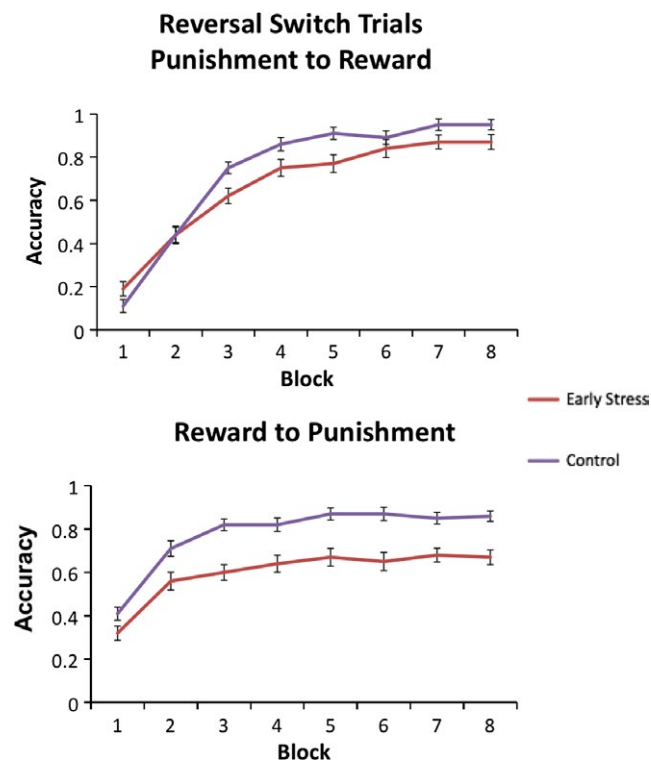 Reversal Switch Trials
Punishment to Reward
1
0.8
0.6
0.4
0.2
0
Accuracy
1 2 3 4 5 6 7 8
Block
Early Stress
Control
Reward to Punishment
1
0.8
0.6
0.4
0.2
0
Accuracy
1 2 3 4 5 6 7 8
Block